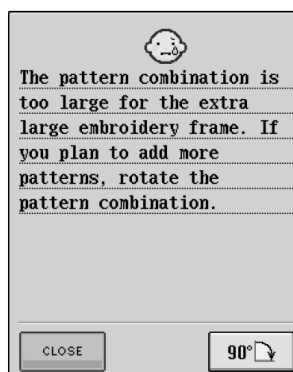 The pattern combination is
too large for the extra
large embroidery frame. If
you plan to add more
patterns, rotate the
pattern combination.
CLOSE
90°